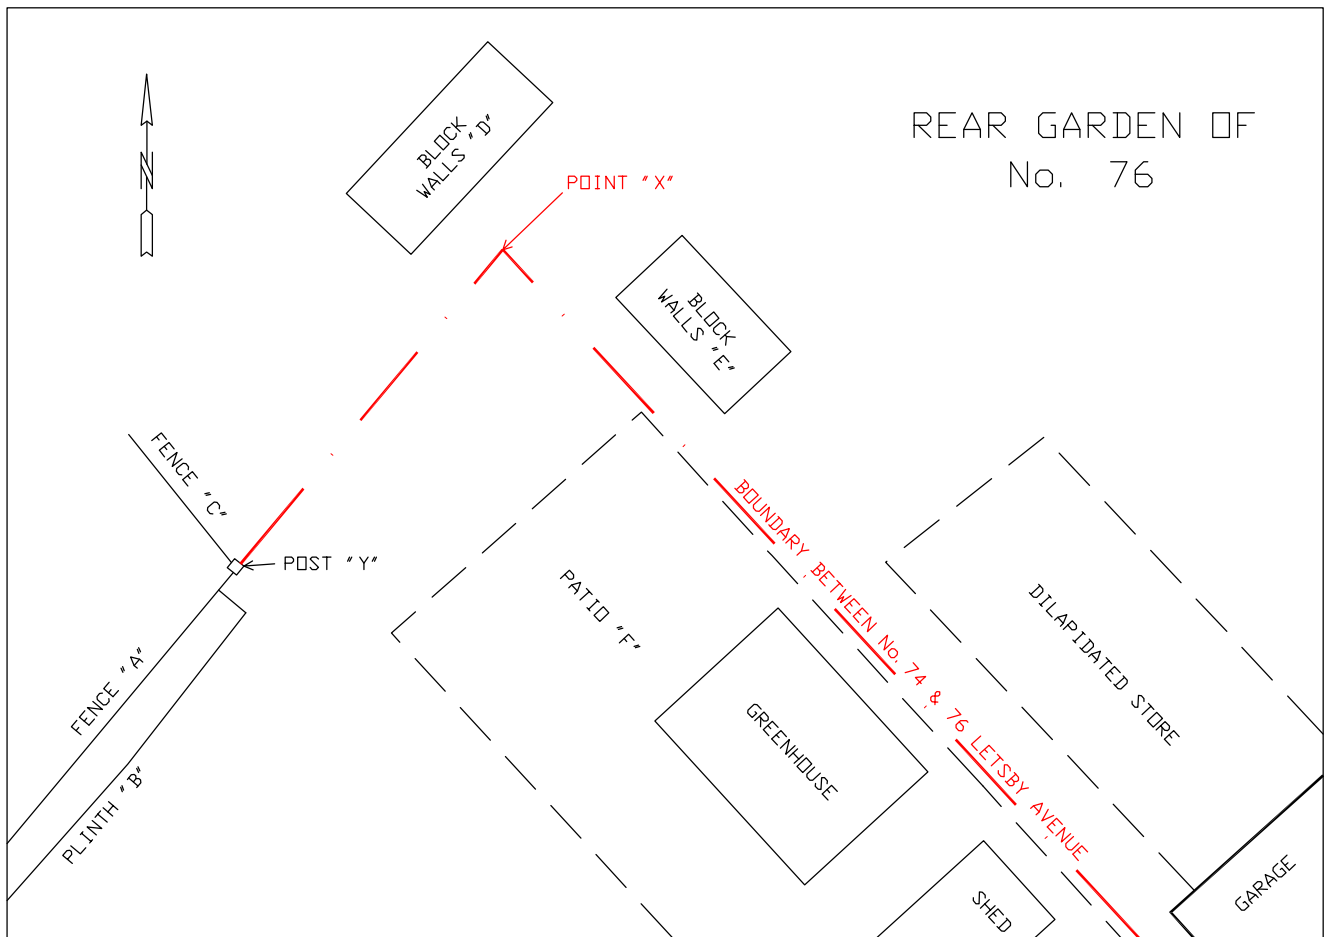 REAR GARDEN OF
No. 76
N
BLOCK
WALLS "D"
POINT "X"
BLOCK
WALLS "E"
FENCE "C"
POST "Y"
BOUNDARY BETWEEN No. 74 & 76 LETSBY AVENUE
PATIO "F"
DILAPIDATED STORE
FENCE "A"
GREENHOUSE
PLINTH "B"
GARAGE
SHED